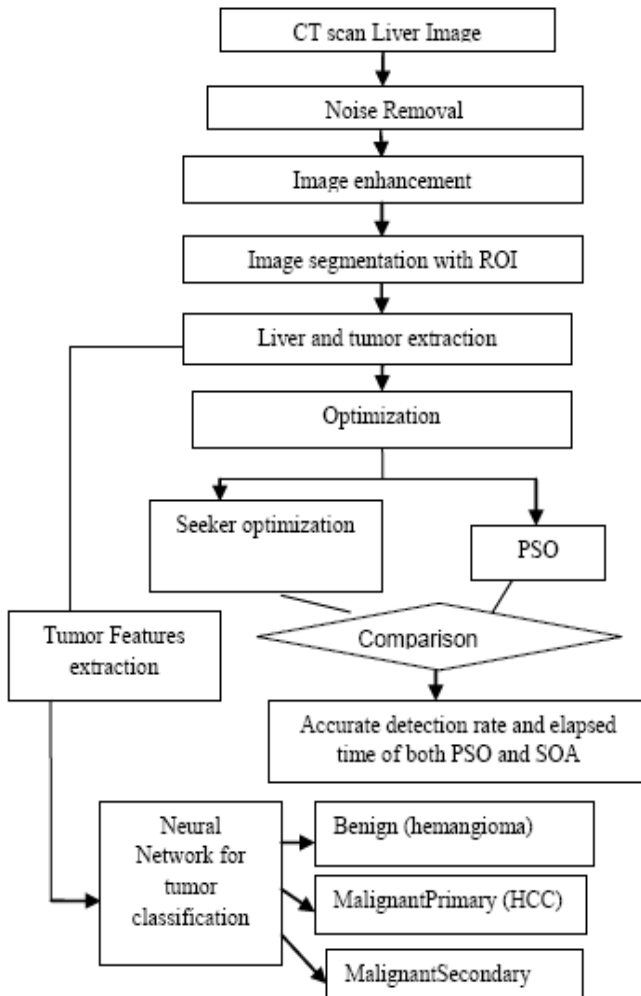 CT scan Liver Image
Noise Removal
Image enhancement
Image segmentation with ROI
Liver and tumor extraction
Optimization
Seeker optimization
PSO
Comparison
Tumor Features
extraction
Accurate detection rate and elapsed
time of both PSO and SOA
Neural
Network for
tumor
classification
Benign (hemangioma)
MalignantPrimary (HCC)
MalignantSecondary